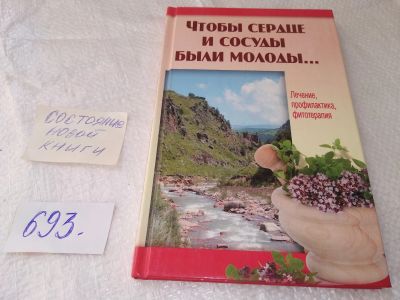 Чтобы сердце
и сосуды
были молоды...
Лечение,
профилактика,
фитотерапия
СОСТОЯНИЕ
НОВОЙ
КНИГИ
693.